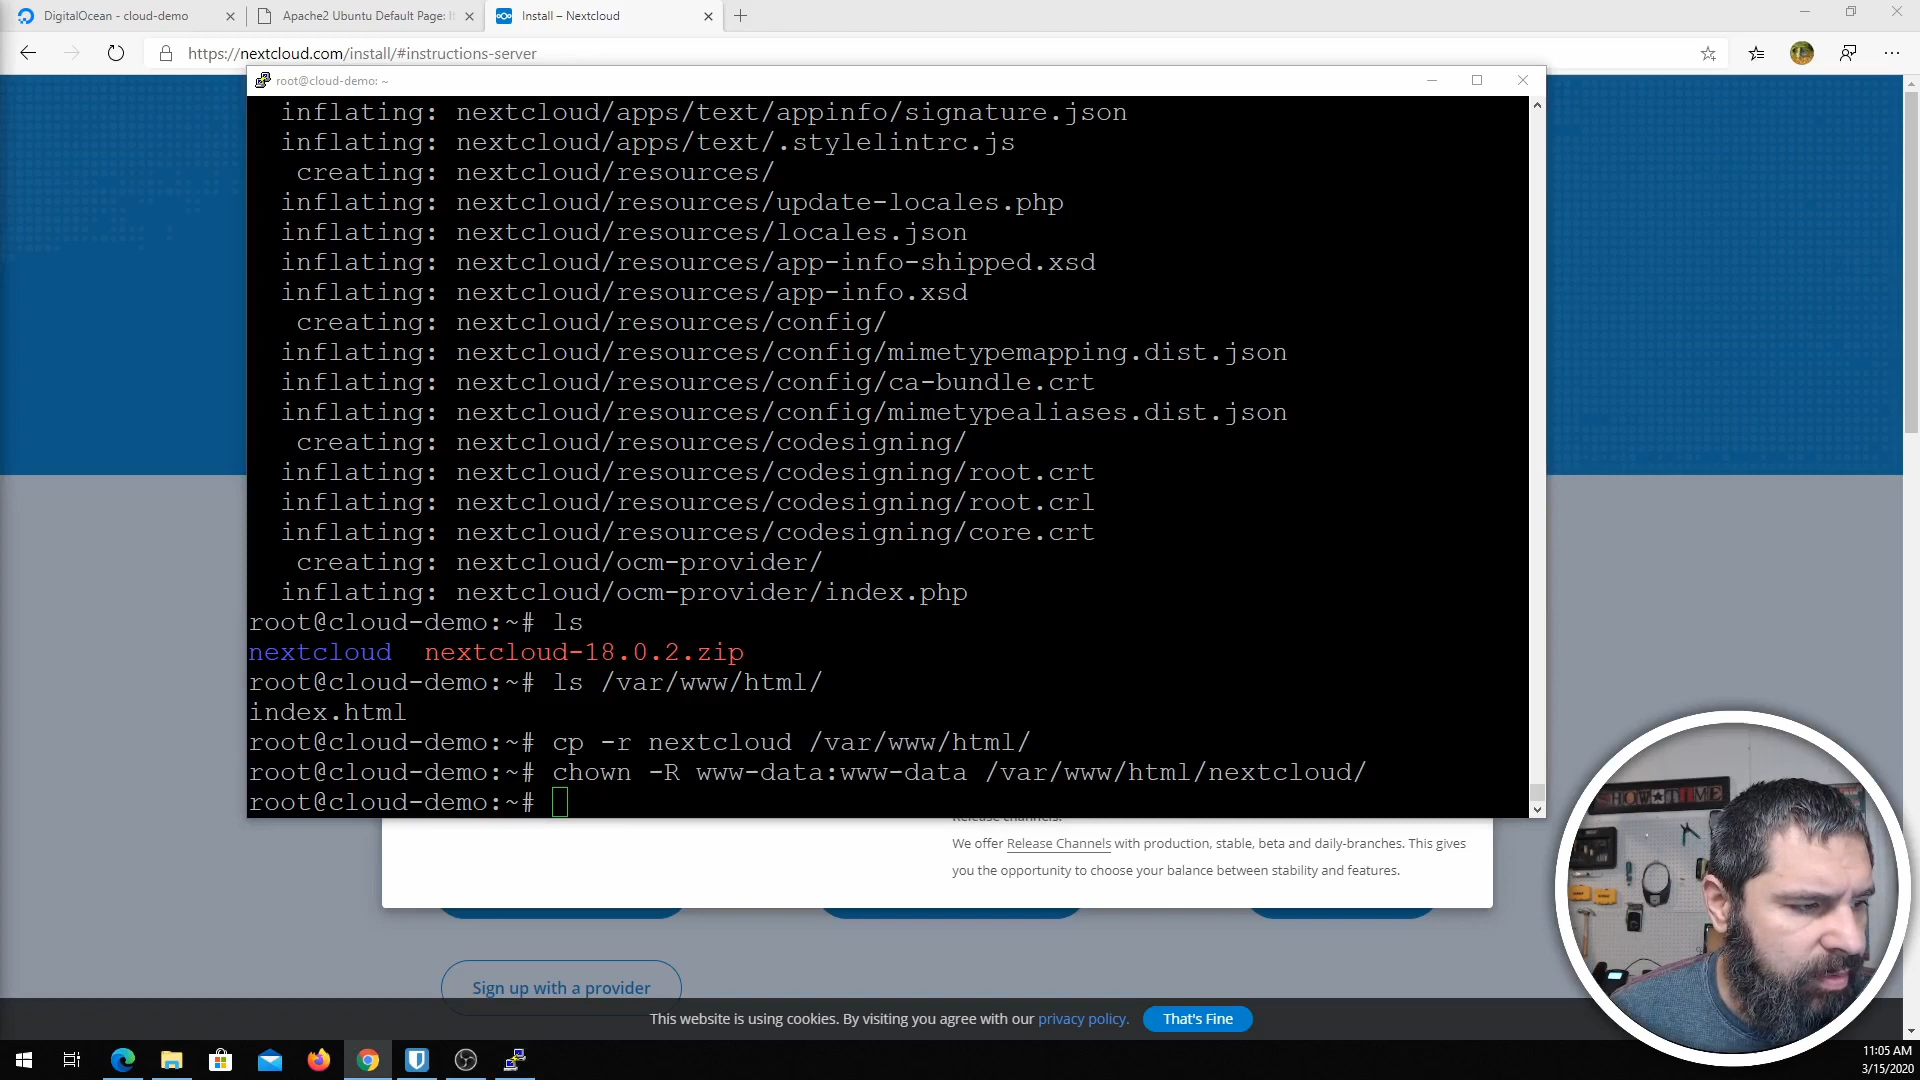 DigitalOcean - cloud-demo
Apache2 Ubuntu Default Page: It
Install – Nextcloud
https://nextcloud.com/install/#instructions-server
root@cloud-demo: ~
inflating: nextcloud/apps/text/appinfo/signature.json
inflating: nextcloud/apps/text/.stylelintrc.js
creating: nextcloud/resources/
inflating: nextcloud/resources/update-locales.php
inflating: nextcloud/resources/locales.json
inflating: nextcloud/resources/app-info-shipped.xsd
inflating: nextcloud/resources/app-info.xsd
creating: nextcloud/resources/config/
inflating: nextcloud/resources/config/mimetypemapping.dist.json
inflating: nextcloud/resources/config/ca-bundle.crt
inflating: nextcloud/resources/config/mimetypealiases.dist.json
creating: nextcloud/resources/codesigning/
inflating: nextcloud/resources/codesigning/root.crt
inflating: nextcloud/resources/codesigning/root.crl
inflating: nextcloud/resources/codesigning/core.crt
creating: nextcloud/ocm-provider/
inflating: nextcloud/ocm-provider/index.php
root@cloud-demo:~# ls
nextcloud nextcloud-18.0.2.zip
root@cloud-demo:~# ls /var/www/html/
index.html
root@cloud-demo:~# cp -r nextcloud /var/www/html/
root@cloud-demo:~# chown -R www-data:www-data /var/www/html/nextcloud/
root@cloud-demo:~#
Release channels.
We offer Release Channels with production, stable, beta and daily-branches. This gives
you the opportunity to choose your balance between stability and features.
SHOW★TIME
Sign up with a provider
This website is using cookies. By visiting you agree with our privacy policy.
That's Fine
11:05 AM
3/15/2020